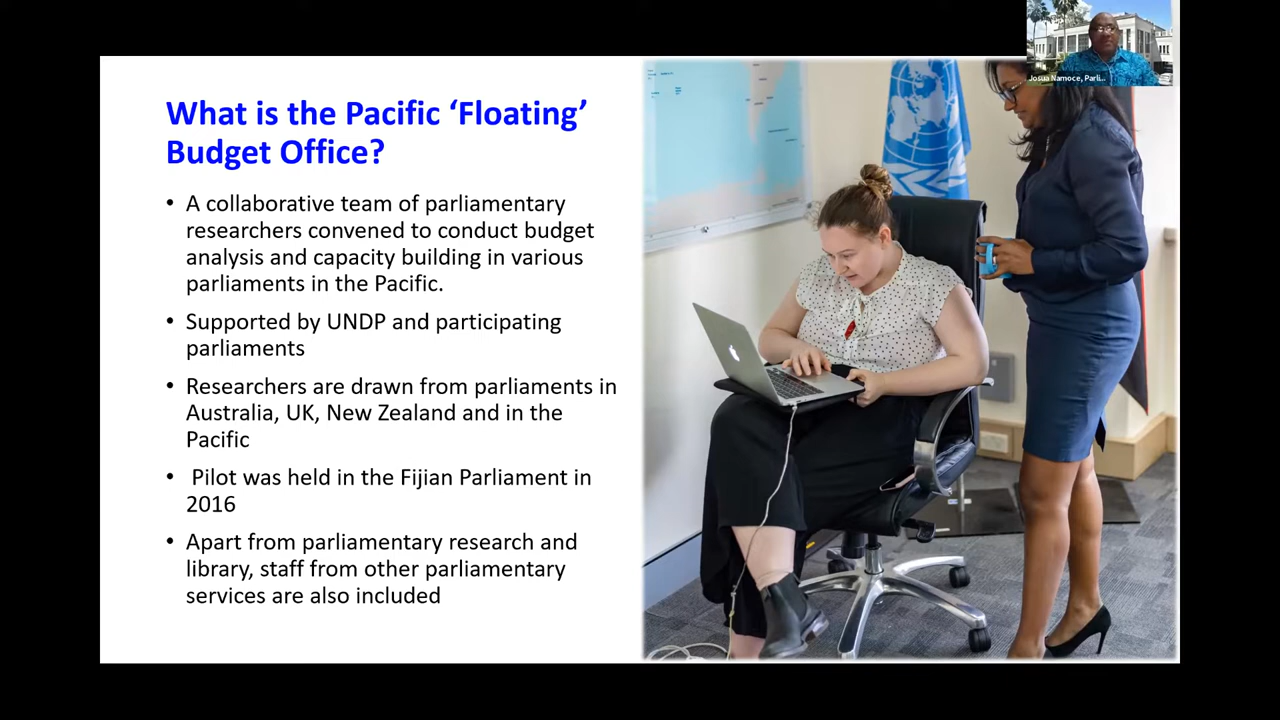 Josua Namoce, Parli...
What is the Pacific ‘Floating’
Budget Office?
• A collaborative team of parliamentary
researchers convened to conduct budget
analysis and capacity building in various
parliaments in the Pacific.
• Supported by UNDP and participating
parliaments
• Researchers are drawn from parliaments in
Australia, UK, New Zealand and in the
Pacific
• Pilot was held in the Fijian Parliament in
2016
• Apart from parliamentary research and
library, staff from other parliamentary
services are also included